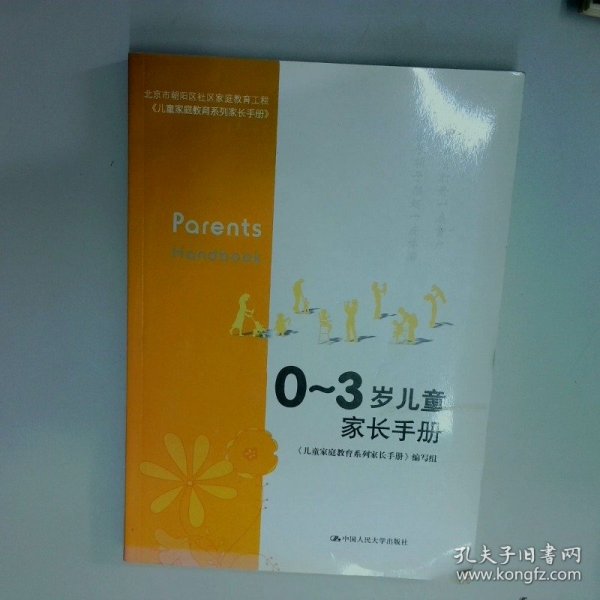 北京市朝阳区社区家庭教育工程
《儿童家庭教育系列家长手册》
Parents
Handbook
0~3岁儿童
家长手册
《儿童家庭教育系列家长手册》编写组
中国人民大学出版社
孔夫子旧书网
www.kongfz.com